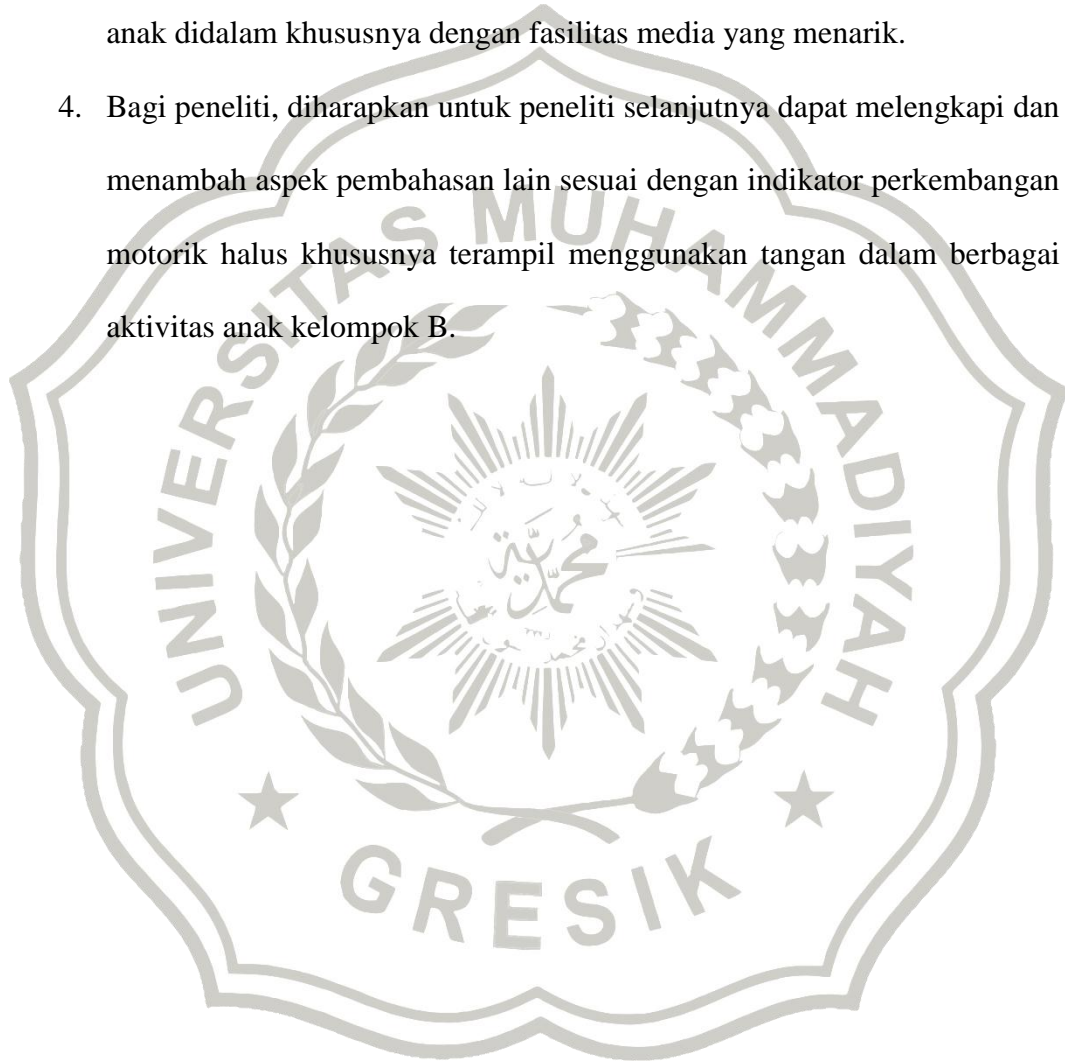 anak didalam khususnya dengan fasilitas media yang menarik.
4. Bagi peneliti, diharapkan untuk peneliti selanjutnya dapat melengkapi dan
menambah aspek pembahasan lain sesuai dengan indikator perkembangan
motorik halus khususnya terampil menggunakan tangan dalam berbagai
aktivitas anak kelompok B.
UNIVERSITAS MUHAMMADIYAH
محمدية
GRESIK